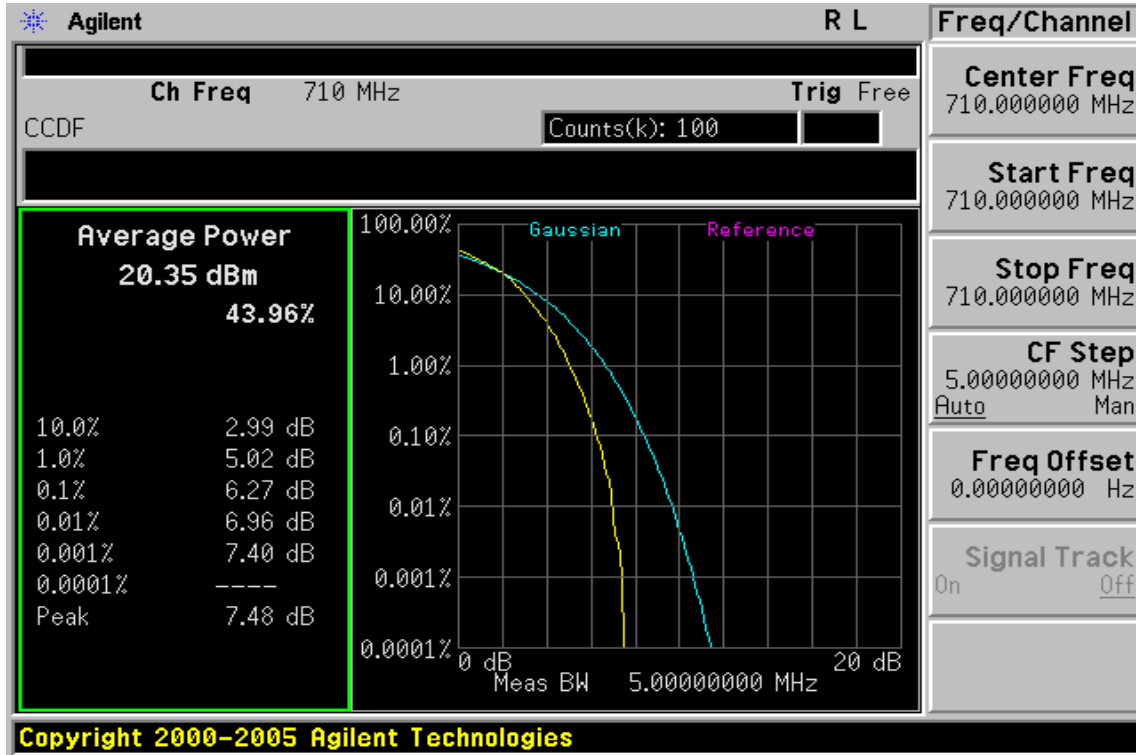 Agilent
R L
Freq/Channel
Ch Freq 710 MHz
Trig Free
CCDF
Counts(k): 100
Average Power
20.35 dBm
43.96%
10.0% 2.99 dB
1.0% 5.02 dB
0.1% 6.27 dB
0.01% 6.96 dB
0.001% 7.40 dB
0.0001% ----
Peak 7.48 dB
Gaussian
Reference
100.00%
10.00%
1.00%
0.10%
0.01%
0.001%
0.0001%
0 dB
20 dB
Meas BW 5.00000000 MHz
Center Freq
710.000000 MHz
Start Freq
710.000000 MHz
Stop Freq
710.000000 MHz
CF Step
5.00000000 MHz
Auto Man
Freq Offset
0.00000000 Hz
Signal Track
On Off
Copyright 2000-2005 Agilent Technologies